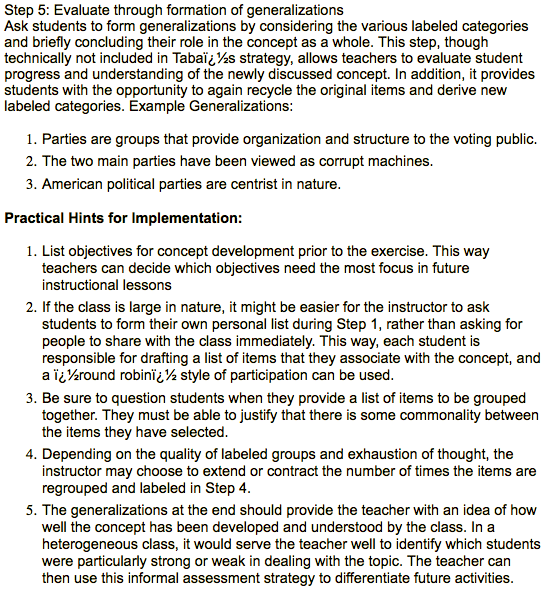 Step 5: Evaluate through formation of generalizations
Ask students to form generalizations by considering the various labeled categories
and briefly concluding their role in the concept as a whole. This step, though
technically not included in Tabaï¿½s strategy, allows teachers to evaluate student
progress and understanding of the newly discussed concept. In addition, it provides
students with the opportunity to again recycle the original items and derive new
labeled categories. Example Generalizations:
1. Parties are groups that provide organization and structure to the voting public.
2. The two main parties have been viewed as corrupt machines.
3. American political parties are centrist in nature.
Practical Hints for Implementation:
1. List objectives for concept development prior to the exercise. This way
teachers can decide which objectives need the most focus in future
instructional lessons
2. If the class is large in nature, it might be easier for the instructor to ask
students to form their own personal list during Step 1, rather than asking for
people to share with the class immediately. This way, each student is
responsible for drafting a list of items that they associate with the concept, and
a ï¿½round robinï¿½ style of participation can be used.
3. Be sure to question students when they provide a list of items to be grouped
together. They must be able to justify that there is some commonality between
the items they have selected.
4. Depending on the quality of labeled groups and exhaustion of thought, the
instructor may choose to extend or contract the number of times the items are
regrouped and labeled in Step 4.
5. The generalizations at the end should provide the teacher with an idea of how
well the concept has been developed and understood by the class. In a
heterogeneous class, it would serve the teacher well to identify which students
were particularly strong or weak in dealing with the topic. The teacher can
then use this informal assessment strategy to differentiate future activities.